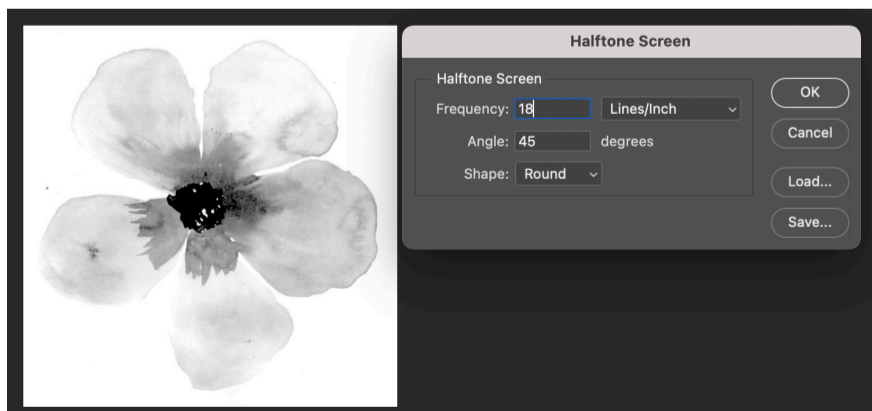 Halftone Screen
Halftone Screen
Frequency: 18 Lines/Inch
Angle: 45 degrees
Shape: Round
OK
Cancel
Load...
Save...